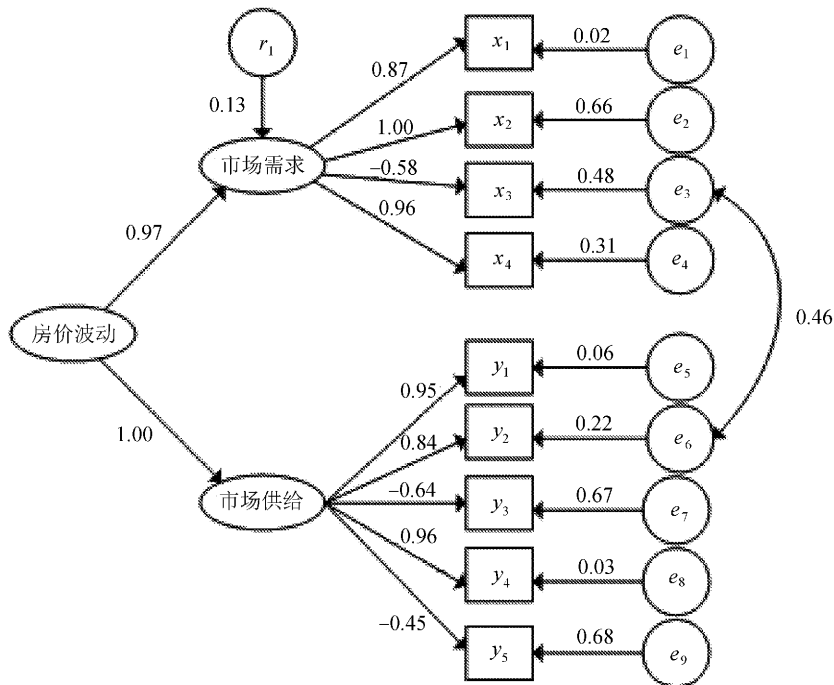 r₁
0.13
市场需求
0.97
房价波动
1.00
市场供给
0.87
x₁
0.02
e₁
1.00
x₂
0.66
e₂
–0.58
x₃
0.48
e₃
0.96
x₄
0.31
e₄
0.46
0.95
y₁
0.06
e₅
0.84
y₂
0.22
e₆
–0.64
y₃
0.67
e₇
0.96
y₄
0.03
e₈
–0.45
y₅
0.68
e₉